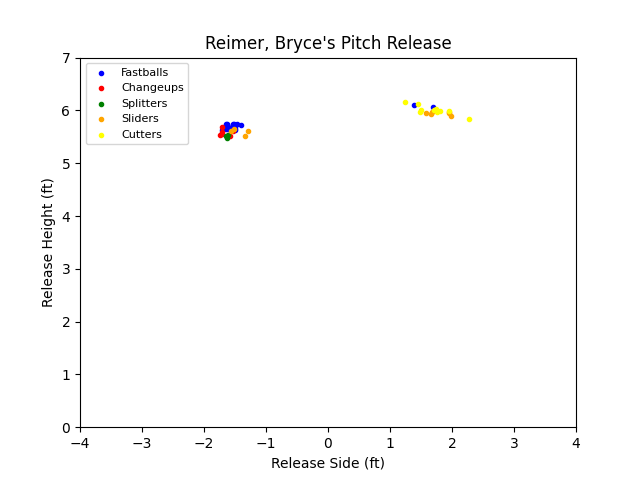 Reimer, Bryce's Pitch Release
Release Height (ft)
7
6
5
4
3
2
1
0
Fastballs
Changeups
Splitters
Sliders
Cutters
−4 −3 −2 −1 0 1 2 3 4
Release Side (ft)